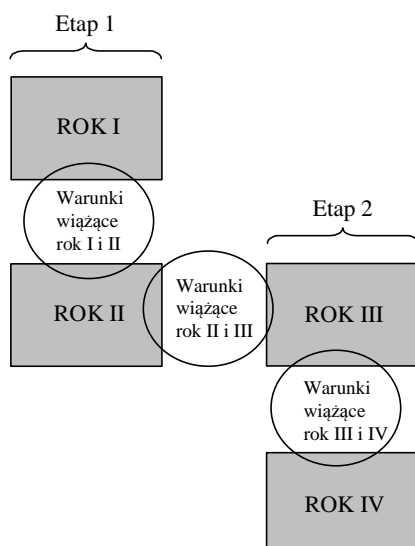 Etap 1
ROK I
Warunki
wiążące
rok I i II
Etap 2
ROK II
Warunki
wiążące
rok II i III
ROK III
Warunki
wiążące
rok III i IV
ROK IV